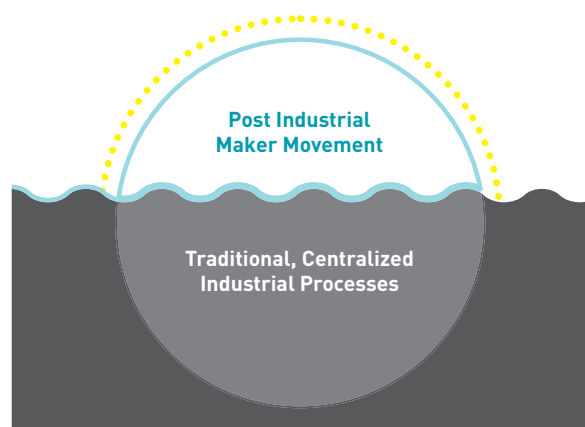 Post Industrial
Maker Movement
Traditional, Centralized
Industrial Processes